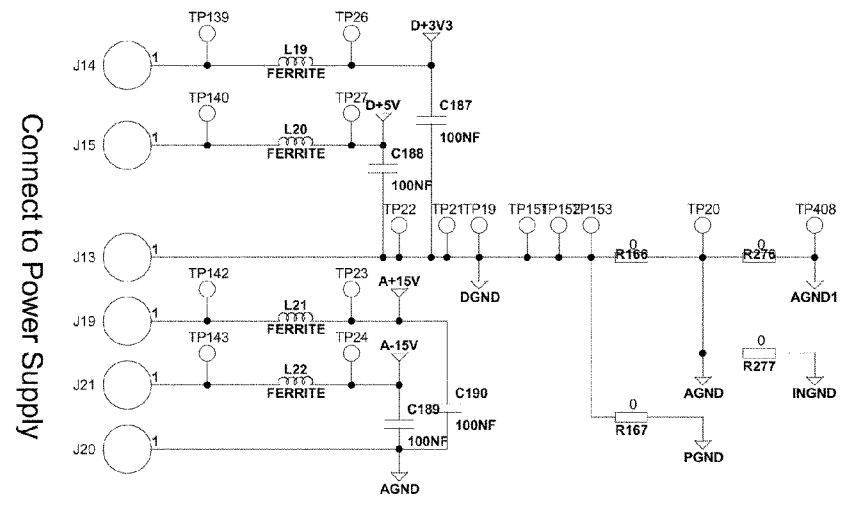 TP139
TP26
D+3V3
J14
1
L19
FERRITE
TP140
TP27
D+5V
C187
100NF
J15
1
L20
FERRITE
C188
100NF
TP22
TP21
TP19
TP151
TP152
TP153
TP20
TP408
J13
1
0
R166
0
R276
DGND
AGND1
TP142
TP23
A+15V
J19
1
L21
FERRITE
TP143
TP24
A-15V
J21
1
L22
FERRITE
0
R277
AGND
INGND
C190
100NF
C189
100NF
0
R167
PGND
J20
1
AGND
Connect to Power Supply